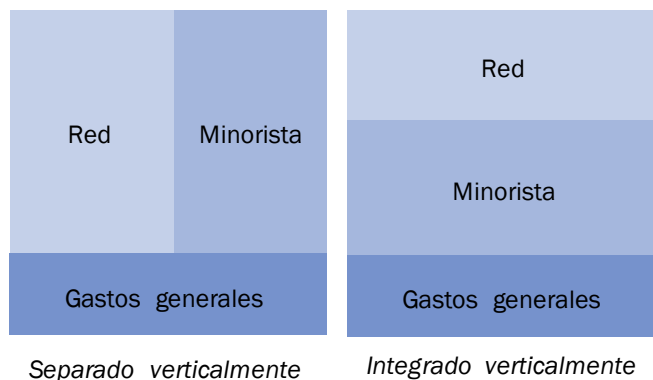 Red
Minorista
Gastos generales
Separado verticalmente
Red
Minorista
Gastos generales
Integrado verticalmente